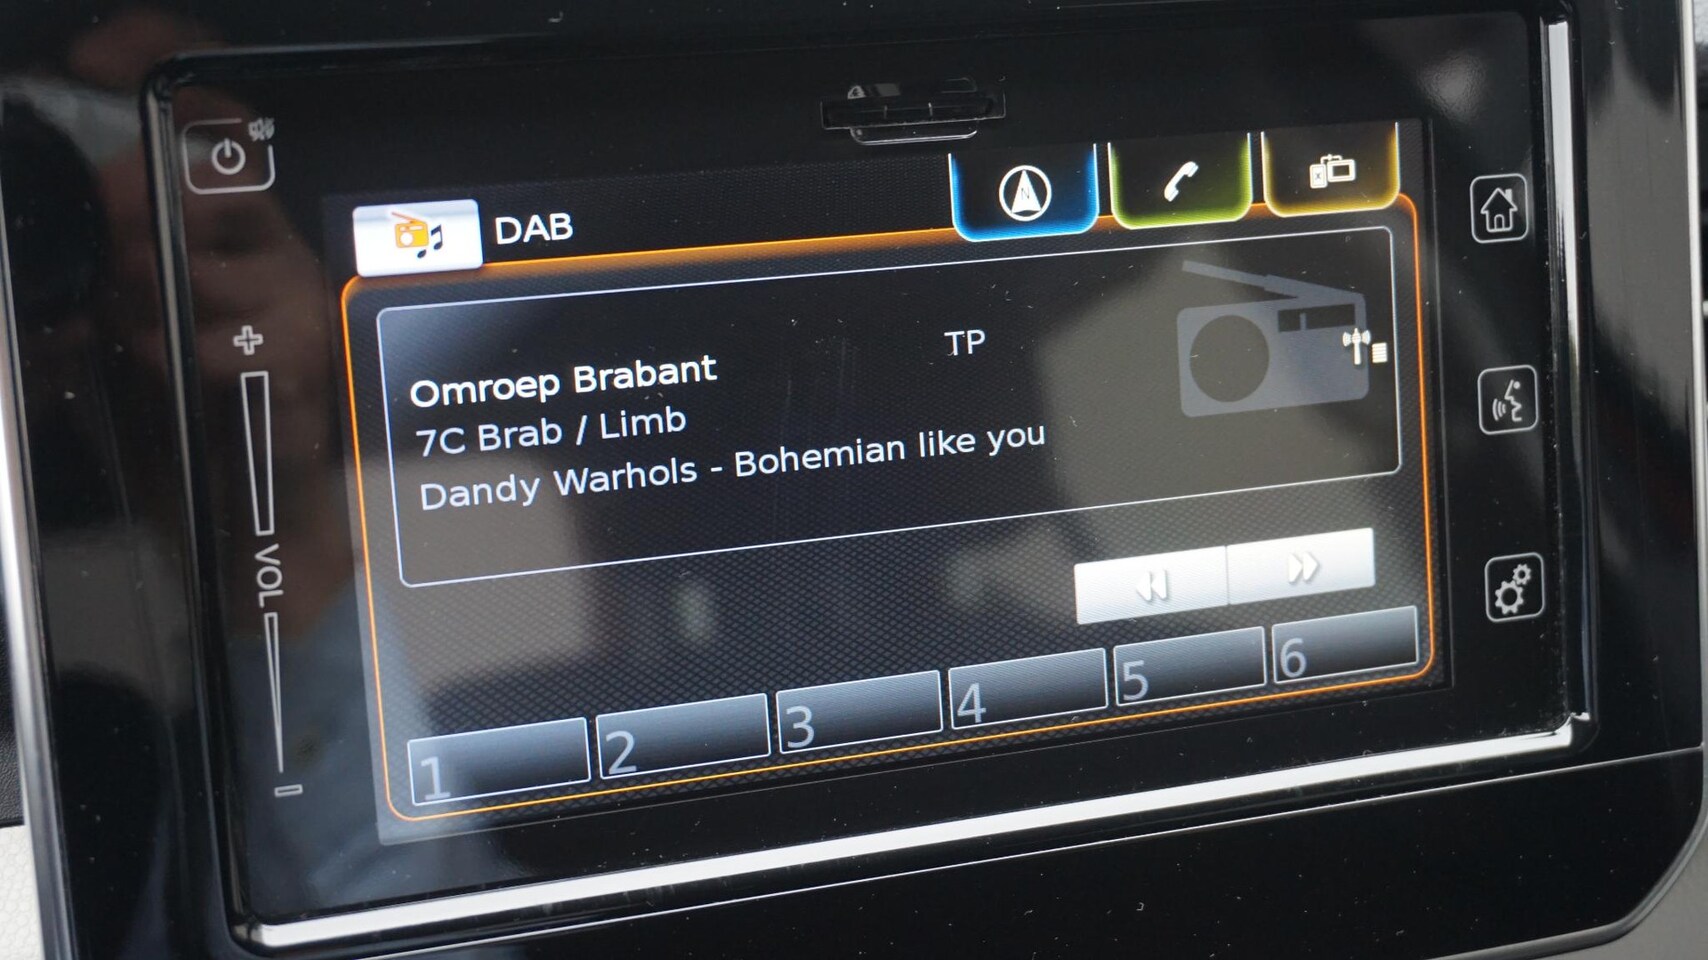 DAB
N
TP
Omroep Brabant
7C Brab / Limb
Dandy Warhols - Bohemian like you
VOL
1
2
3
4
5
6